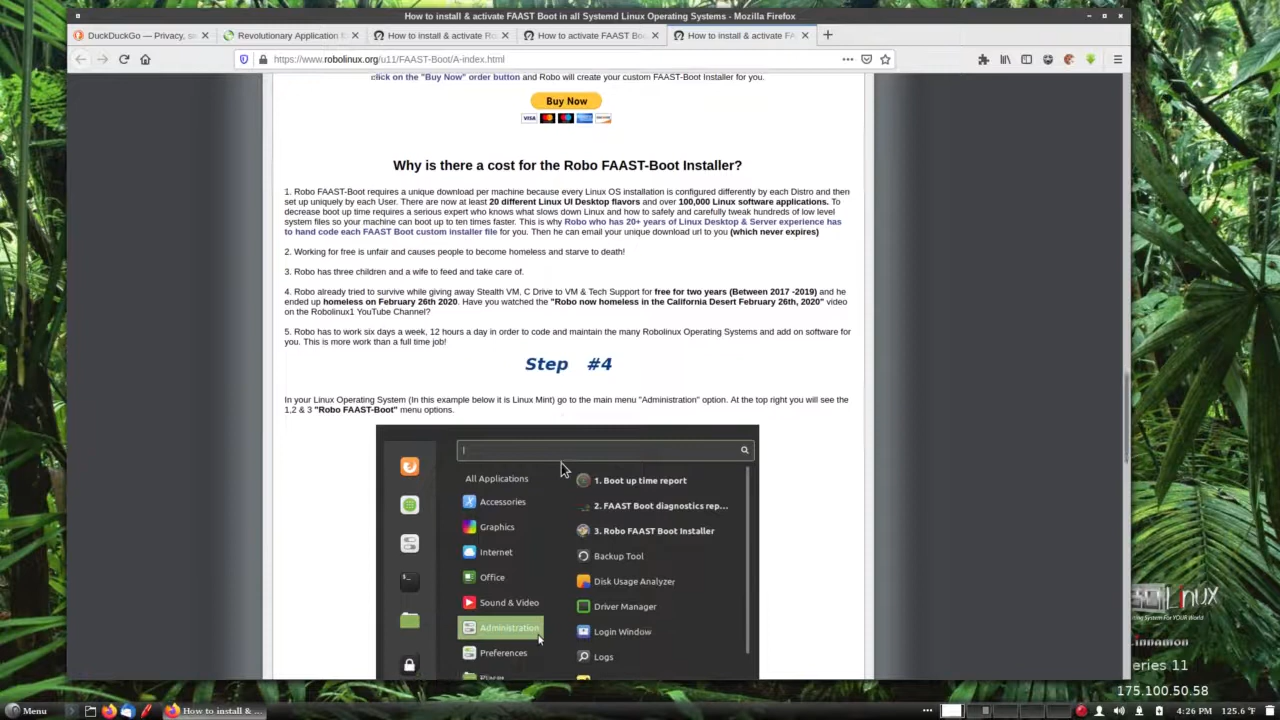 How to install & activate FAAST Boot in all Systemd Linux Operating Systems - Mozilla Firefox
DuckDuckGo — Privacy, si
Revolutionary Application f
How to install & activate Ro
How to activate FAAST Boo
How to install & activate FA
https://www.robolinux.org/u11/FAAST-Boot/A-index.html
click on the "Buy Now" order button and Robo will create your custom FAAST-Boot Installer for you.
Buy Now
VISA
Why is there a cost for the Robo FAAST-Boot Installer?
1. Robo FAAST-Boot requires a unique download per machine because every Linux OS installation is configured differently by each Distro and then
set up uniquely by each User. There are now at least 20 different Linux UI Desktop flavors and over 100,000 Linux software applications. To
decrease boot up time requires a serious expert who knows what slows down Linux and how to safely and carefully tweak hundreds of low level
system files so your machine can boot up to ten times faster. This is why Robo who has 20+ years of Linux Desktop & Server experience has
to hand code each FAAST Boot custom installer file for you. Then he can email your unique download url to you (which never expires)
2. Working for free is unfair and causes people to become homeless and starve to death!
3. Robo has three children and a wife to feed and take care of.
4. Robo already tried to survive while giving away Stealth VM, C Drive to VM & Tech Support for free for two years (Between 2017 -2019) and he
ended up homeless on February 26th 2020. Have you watched the "Robo now homeless in the California Desert February 26th, 2020" video
on the Robolinux1 YouTube Channel?
5. Robo has to work six days a week, 12 hours a day in order to code and maintain the many Robolinux Operating Systems and add on software for
you. This is more work than a full time job!
Step #4
In your Linux Operating System (In this example below it is Linux Mint) go to the main menu "Administration" option. At the top right you will see the
1,2 & 3 "Robo FAAST-Boot" menu options.
All Applications
Accessories
Graphics
Internet
Office
Sound & Video
Administration
Preferences
Places
1. Boot up time report
2. FAAST Boot diagnostics rep...
3. Robo FAAST Boot Installer
Backup Tool
Disk Usage Analyzer
Driver Manager
Login Window
Logs
Linux
ting System For YOUR World
innamon
eries 11
175.100.50.58
Menu
How to install & ...
4:26 PM
125.6 °F